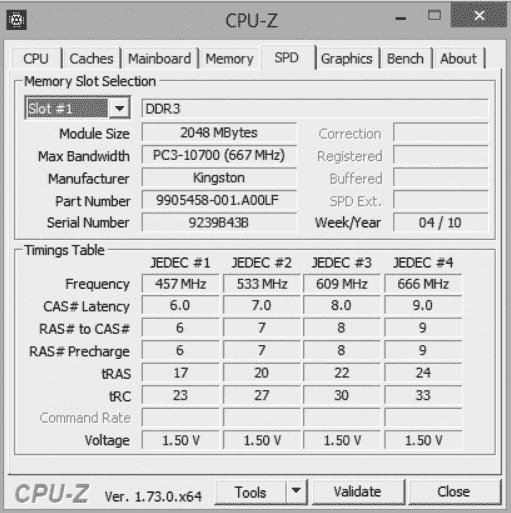 CPU-Z
CPU Caches Mainboard Memory SPD Graphics Bench About
Memory Slot Selection
Slot #1 DDR3
Module Size 2048 MBytes Correction
Max Bandwidth PC3-10700 (667 MHz) Registered
Manufacturer Kingston Buffered
Part Number 9905458-001.A00LF SPD Ext.
Serial Number 9239B43B Week/Year 04 / 10
Timings Table
JEDEC #1 JEDEC #2 JEDEC #3 JEDEC #4
Frequency 457 MHz 533 MHz 609 MHz 666 MHz
CAS# Latency 6.0 7.0 8.0 9.0
RAS# to CAS# 6 7 8 9
RAS# Precharge 6 7 8 9
tRAS 17 20 22 24
tRC 23 27 30 33
Command Rate
Voltage 1.50 V 1.50 V 1.50 V 1.50 V
CPU-Z Ver. 1.73.0.x64 Tools Validate Close